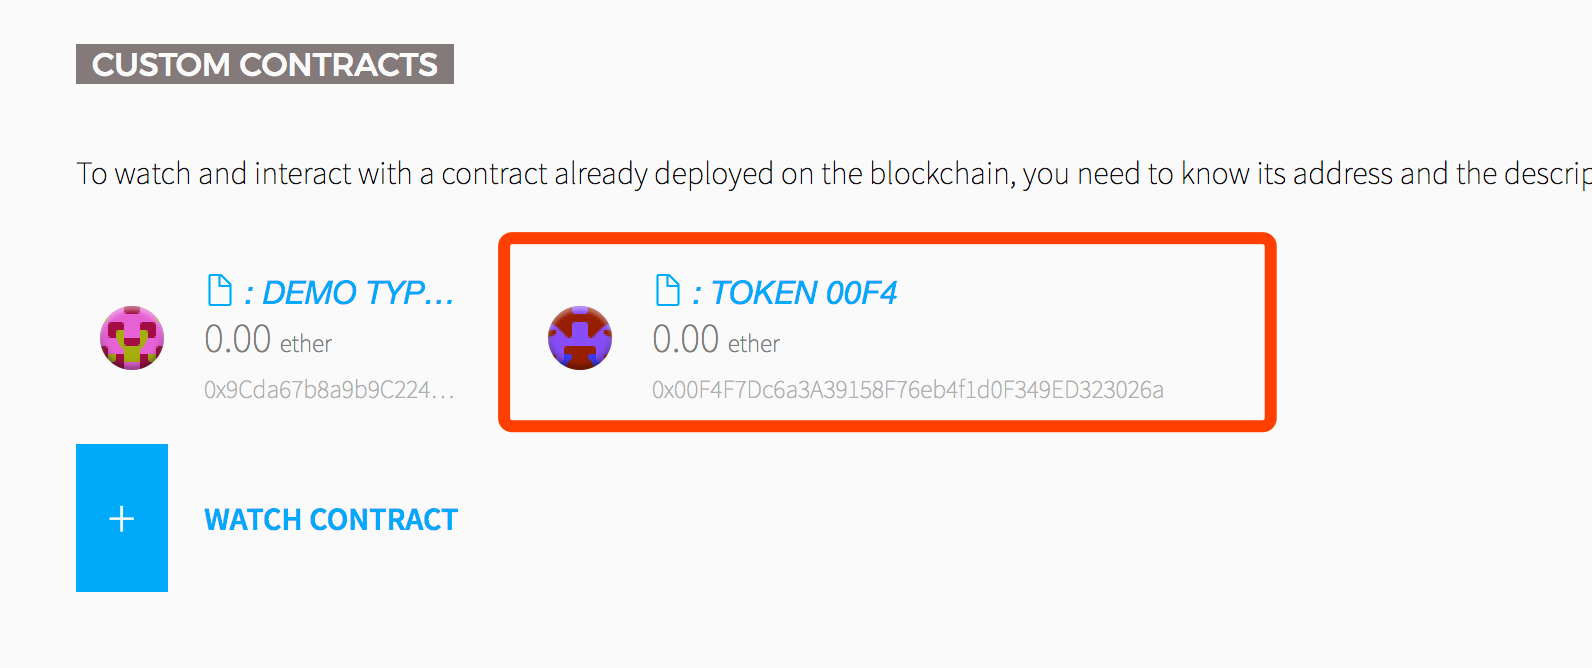 CUSTOM CONTRACTS
To watch and interact with a contract already deployed on the blockchain, you need to know its address and the descrip
: DEMO TYP...
0.00 ether
0x9Cda67b8a9b9C224...
: TOKEN 00F4
0.00 ether
0x00F4F7Dc6a3A39158F76eb4f1d0F349ED323026a
+
WATCH CONTRACT